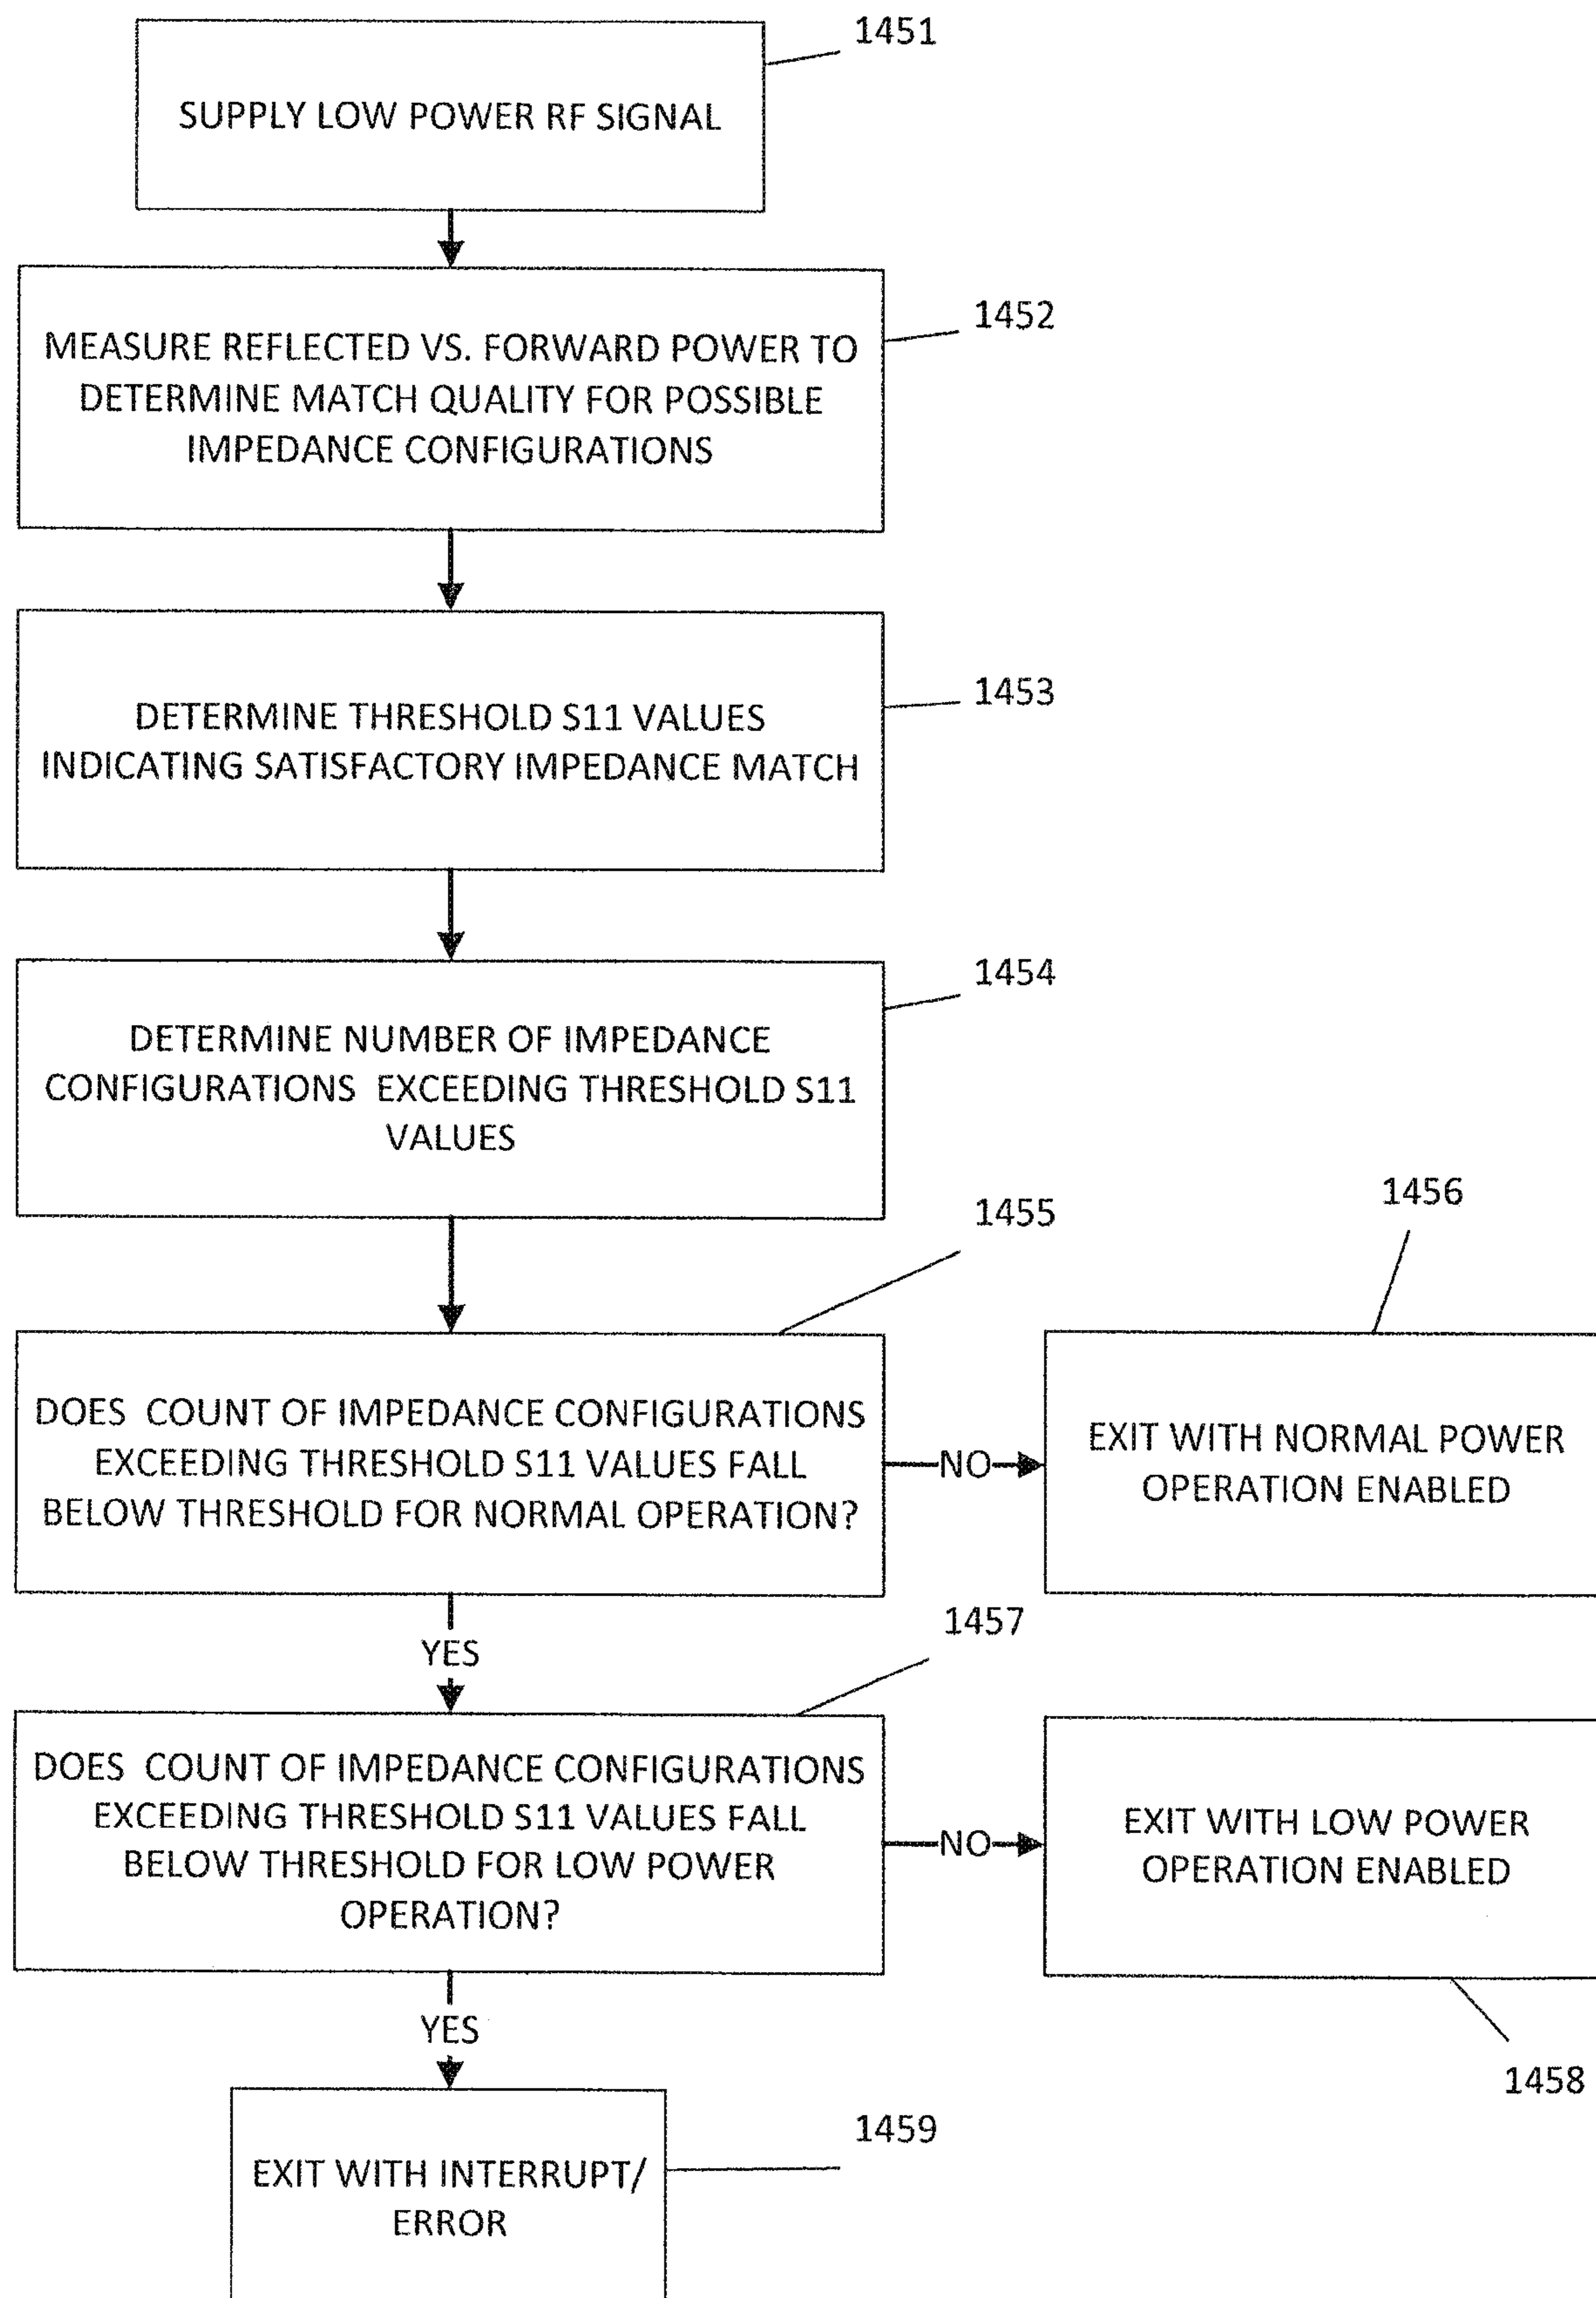 1451
SUPPLY LOW POWER RF SIGNAL
1452
MEASURE REFLECTED VS. FORWARD POWER TO
DETERMINE MATCH QUALITY FOR POSSIBLE
IMPEDANCE CONFIGURATIONS
1453
DETERMINE THRESHOLD S11 VALUES
INDICATING SATISFACTORY IMPEDANCE MATCH
1454
DETERMINE NUMBER OF IMPEDANCE
CONFIGURATIONS EXCEEDING THRESHOLD S11
VALUES
1455
1456
DOES COUNT OF IMPEDANCE CONFIGURATIONS
EXCEEDING THRESHOLD S11 VALUES FALL
BELOW THRESHOLD FOR NORMAL OPERATION?
NO
EXIT WITH NORMAL POWER
OPERATION ENABLED
YES
1457
DOES COUNT OF IMPEDANCE CONFIGURATIONS
EXCEEDING THRESHOLD S11 VALUES FALL
BELOW THRESHOLD FOR LOW POWER
OPERATION?
NO
EXIT WITH LOW POWER
OPERATION ENABLED
1458
YES
1459
EXIT WITH INTERRUPT/
ERROR